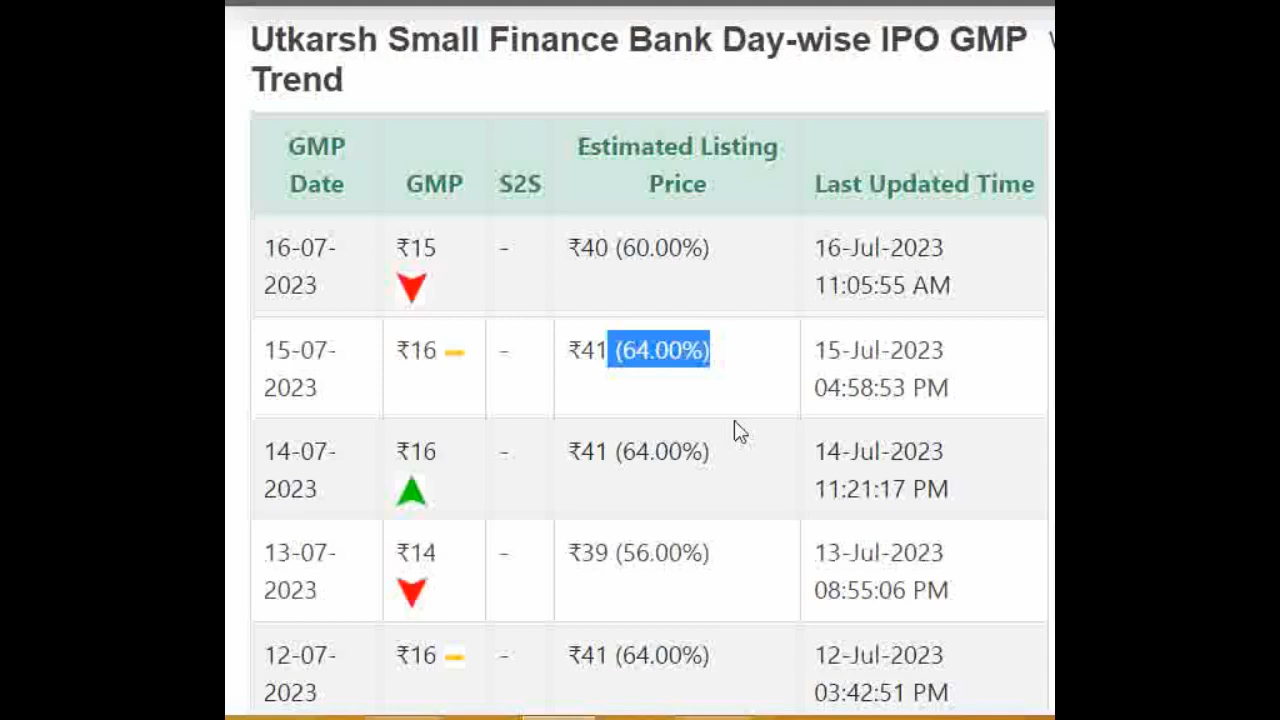 Utkarsh Small Finance Bank Day-wise IPO GMP
Trend
GMP Date GMP S2S Estimated Listing Price Last Updated Time
16-07-2023 ₹15 - ₹40 (60.00%) 16-Jul-2023 11:05:55 AM
15-07-2023 ₹16 - ₹41 (64.00%) 15-Jul-2023 04:58:53 PM
14-07-2023 ₹16 - ₹41 (64.00%) 14-Jul-2023 11:21:17 PM
13-07-2023 ₹14 - ₹39 (56.00%) 13-Jul-2023 08:55:06 PM
12-07-2023 ₹16 - ₹41 (64.00%) 12-Jul-2023 03:42:51 PM